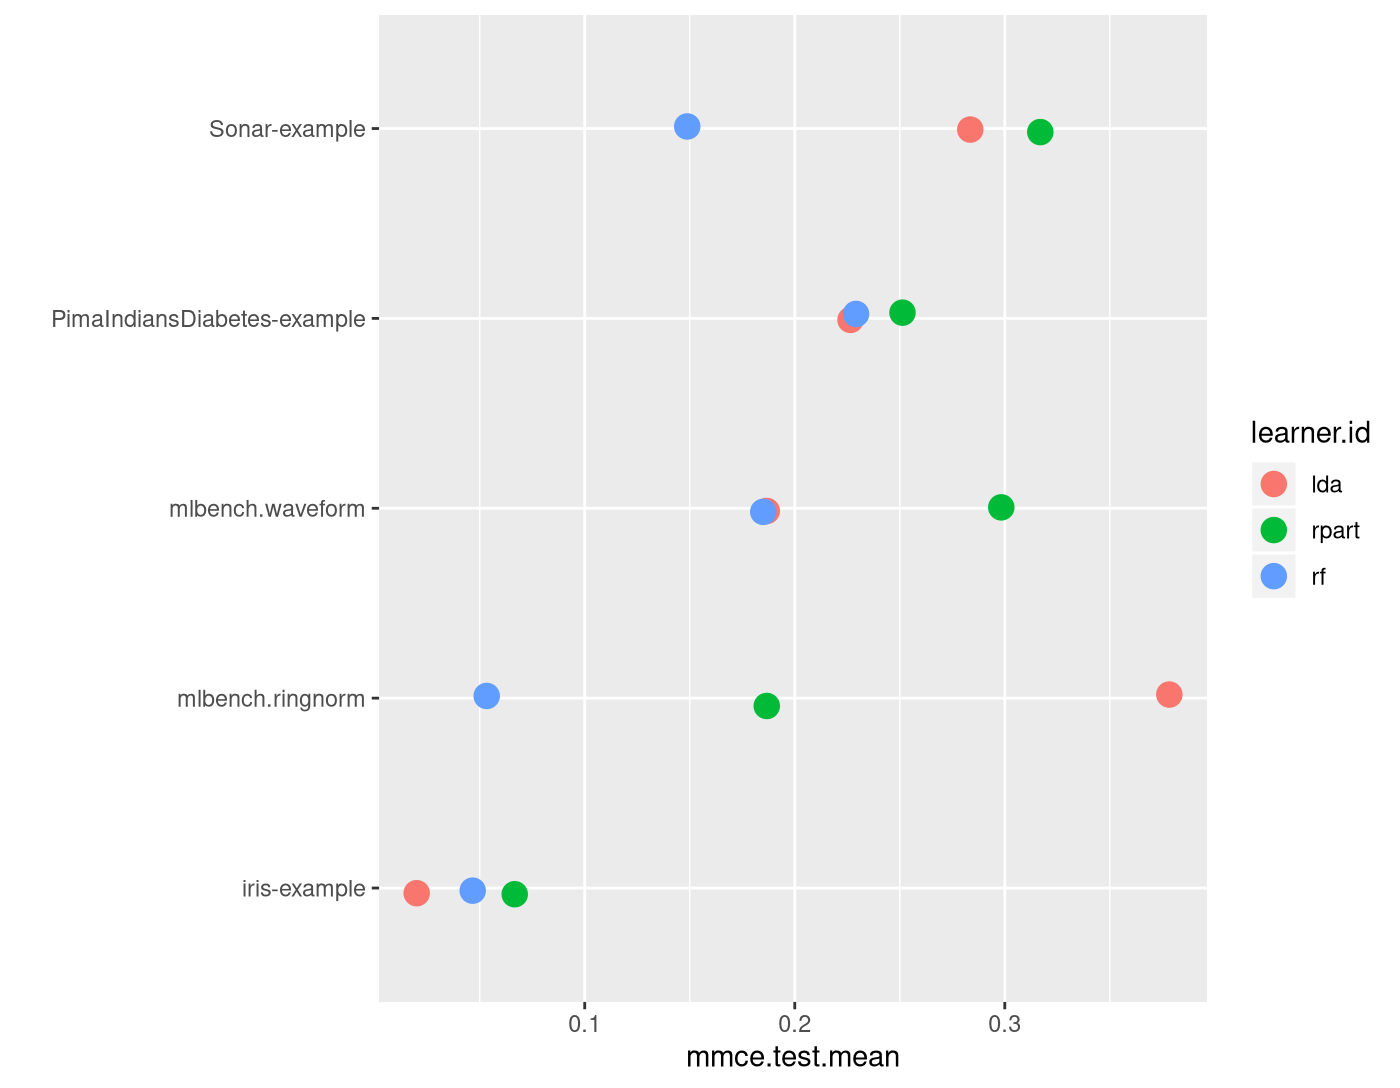 Sonar-example
PimaIndiansDiabetes-example
mlbench.waveform
mlbench.ringnorm
iris-example
0.1 0.2 0.3
mmce.test.mean
learner.id
lda
rpart
rf